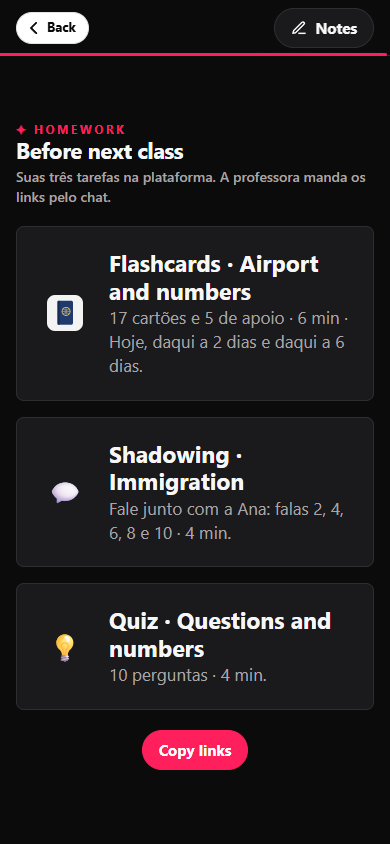 Back
Notes
HOMEWORK
Before next class
Suas três tarefas na plataforma. A professora manda os
links pelo chat.
Flashcards · Airport
and numbers
17 cartões e 5 de apoio · 6 min ·
Hoje, daqui a 2 dias e daqui a 6
dias.
Shadowing ·
Immigration
Fale junto com a Ana: falas 2, 4,
6, 8 e 10 · 4 min.
Quiz · Questions and
numbers
10 perguntas · 4 min.
Copy links